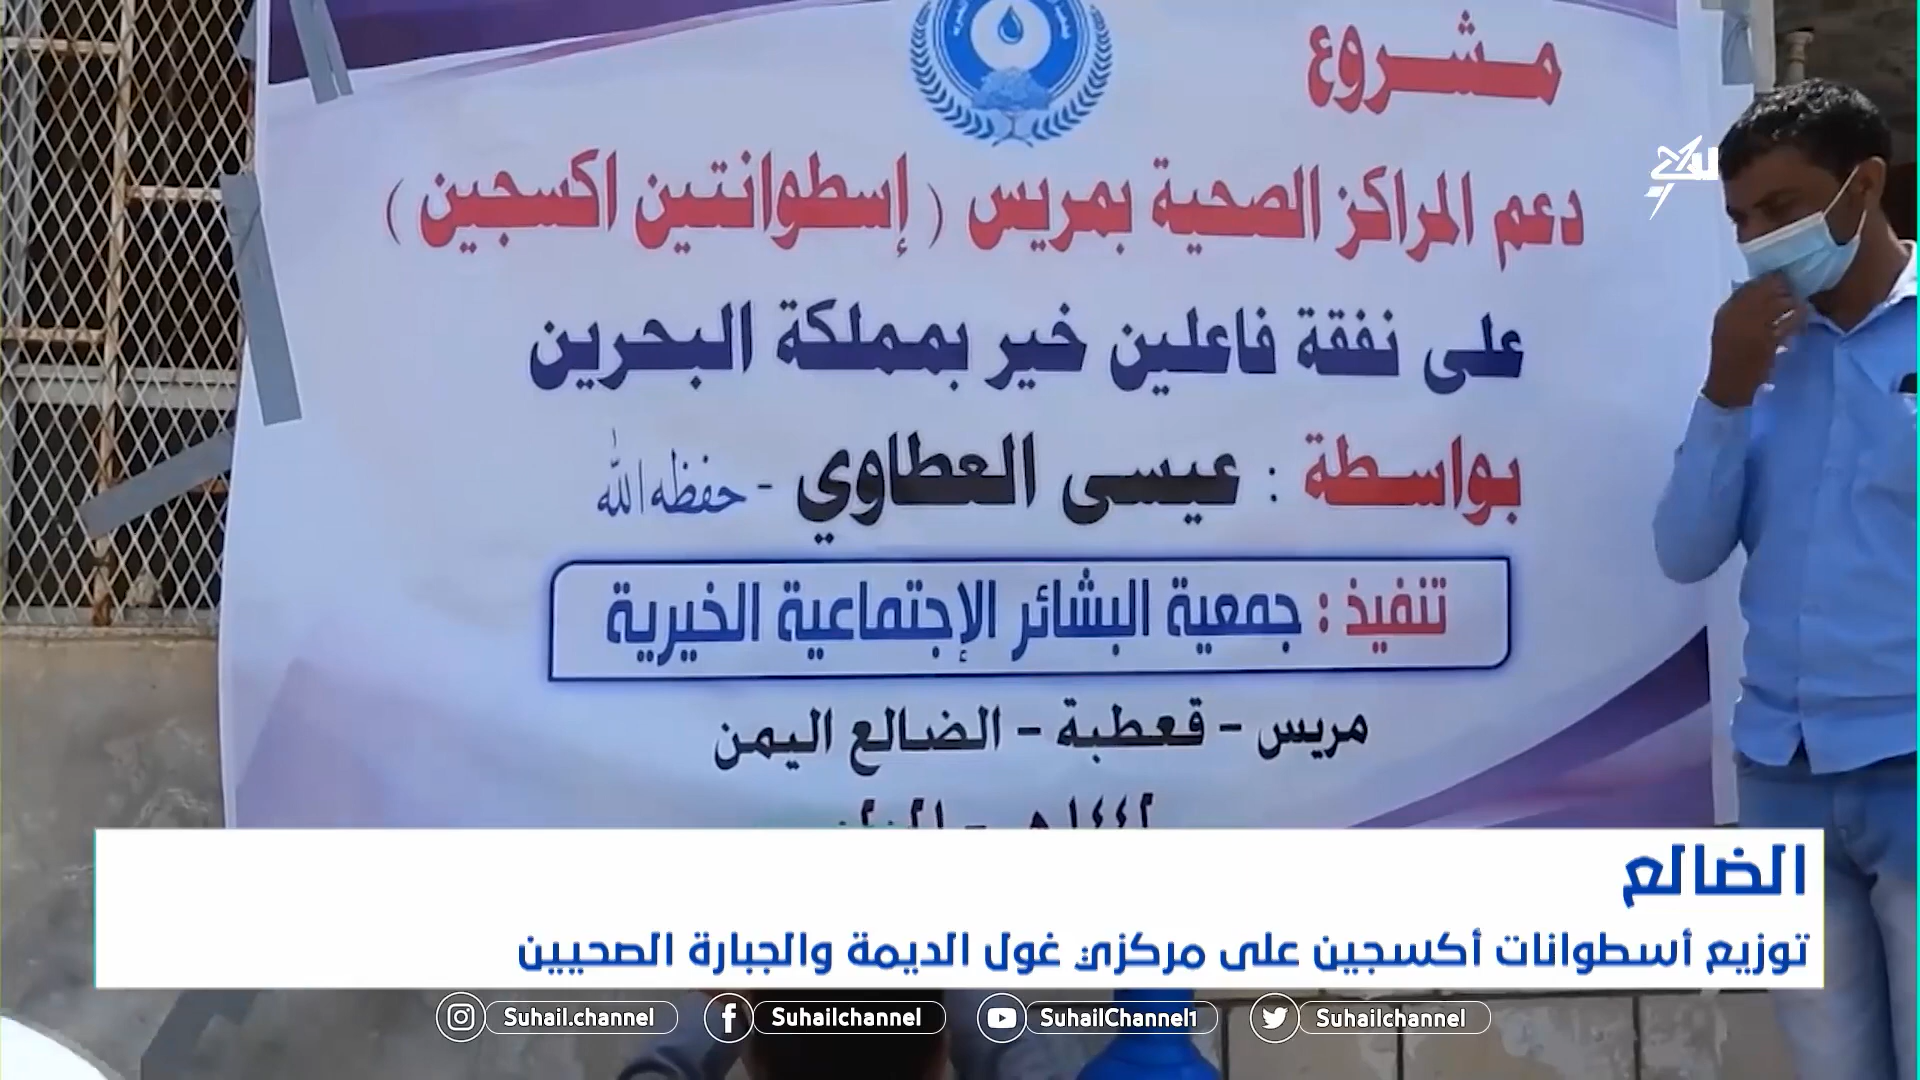 مشروع
دعم المراكز الصحية بمريس ( إسطوانتين اكسجين )
على نفقة فاعلين خير بمملكة البحرين
بواسطة : عيسى العطاوي - حفظه الله
تنفيذ : جمعية البشائر الإجتماعية الخيرية
مريس - قعطبة - الضالع اليمن
١٤٤٢هـ -
سهيل
الضالع
توزيع أسطوانات أكسجين على مركزي غول الديمة والجبارة الصحيين
Suhail.channel Suhailchannel SuhailChannel1 Suhailchannel